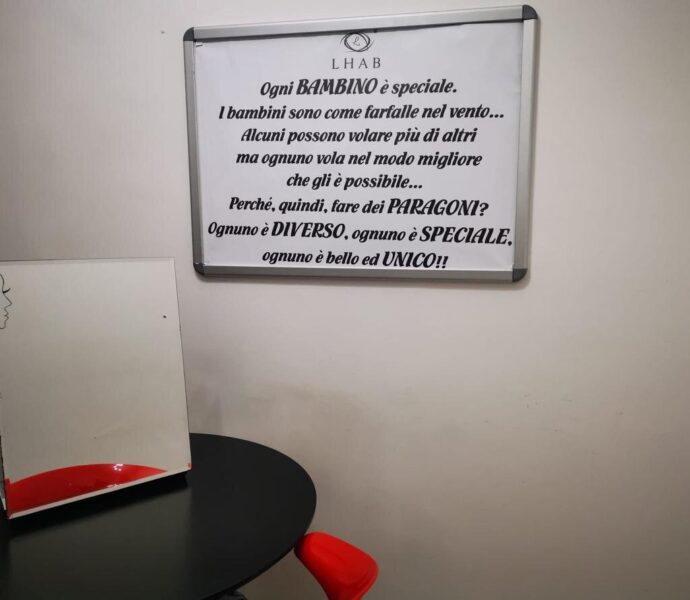 LHAB
Ogni BAMBINO è speciale.
I bambini sono come farfalle nel vento...
Alcuni possono volare più di altri
ma ognuno vola nel modo migliore
che gli è possibile...
Perché, quindi, fare dei PARAGONI?
Ognuno è DIVERSO, ognuno è SPECIALE,
ognuno è bello ed UNICO!!